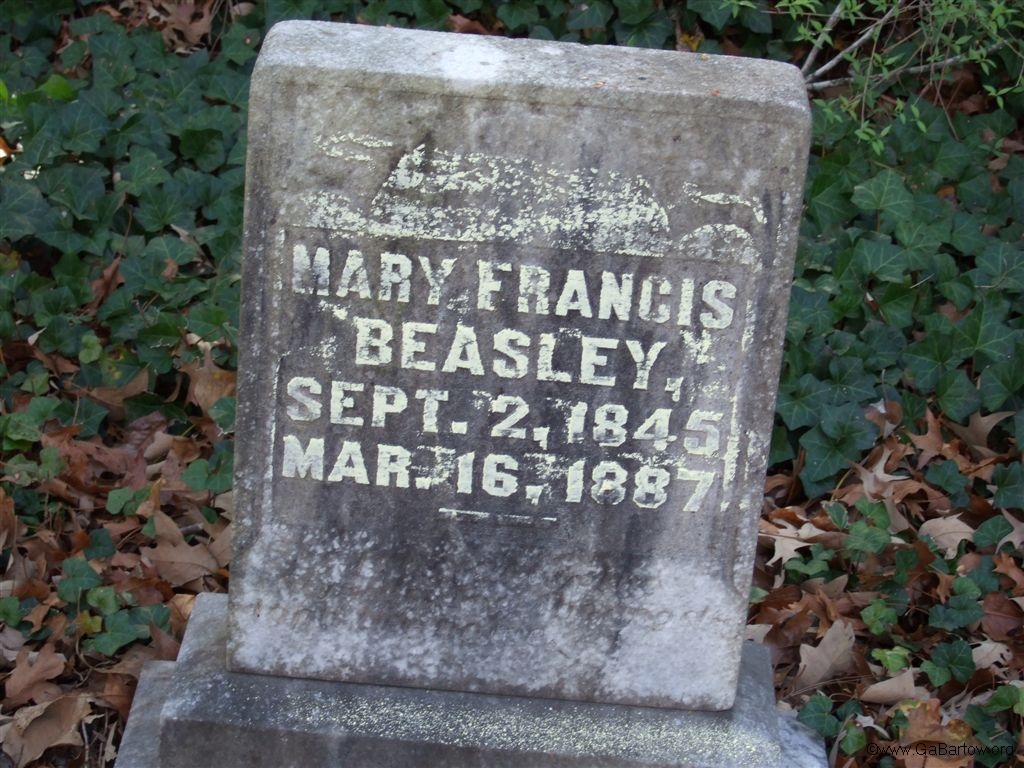 MARY FRANCIS
BEASLEY,
SEPT. 2, 1845
MAR. 16, 1887.
www.GaBartow.org